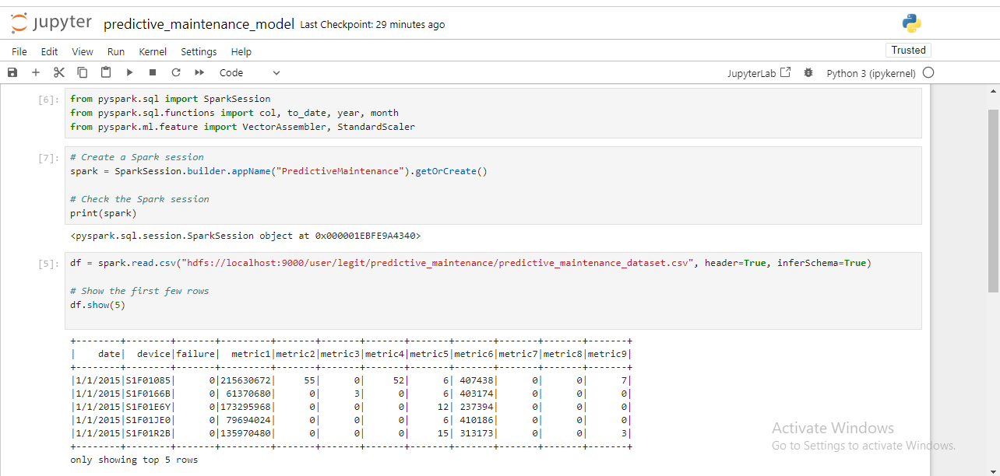 jupyter predictive_maintenance_model Last Checkpoint: 29 minutes ago
File Edit View Run Kernel Settings Help
Trusted
Code
JupyterLab
Python 3 (ipykernel)
[6]: from pyspark.sql import SparkSession
from pyspark.sql.functions import col, to_date, year, month
from pyspark.ml.feature import VectorAssembler, StandardScaler
[7]: # Create a Spark session
spark = SparkSession.builder.appName("PredictiveMaintenance").getOrCreate()
# Check the Spark session
print(spark)
<pyspark.sql.session.SparkSession object at 0x000001EBFE9A4340>
[5]: df = spark.read.csv("hdfs://localhost:9000/user/legit/predictive_maintenance/predictive_maintenance_dataset.csv", header=True, inferSchema=True)
# Show the first few rows
df.show(5)
+--------+--------+-------+---------+-------+-------+-------+-------+-------+-------+-------+-------+
|    date|  device|failure|  metric1|metric2|metric3|metric4|metric5|metric6|metric7|metric8|metric9|
+--------+--------+-------+---------+-------+-------+-------+-------+-------+-------+-------+-------+
|1/1/2015|S1F01085|      0|215630672|     55|      0|     52|      6| 407438|      0|      0|      7|
|1/1/2015|S1F0166B|      0| 61370680|      0|      3|      0|      6| 403174|      0|      0|      0|
|1/1/2015|S1F01E6Y|      0|173295968|      0|      0|      0|     12| 237394|      0|      0|      0|
|1/1/2015|S1F01JE0|      0| 79694024|      0|      0|      0|      6| 410186|      0|      0|      0|
|1/1/2015|S1F01R2B|      0|135970480|      0|      0|      0|     15| 313173|      0|      0|      3|
+--------+--------+-------+---------+-------+-------+-------+-------+-------+-------+-------+-------+
only showing top 5 rows
Activate Windows
Go to Settings to activate Windows.